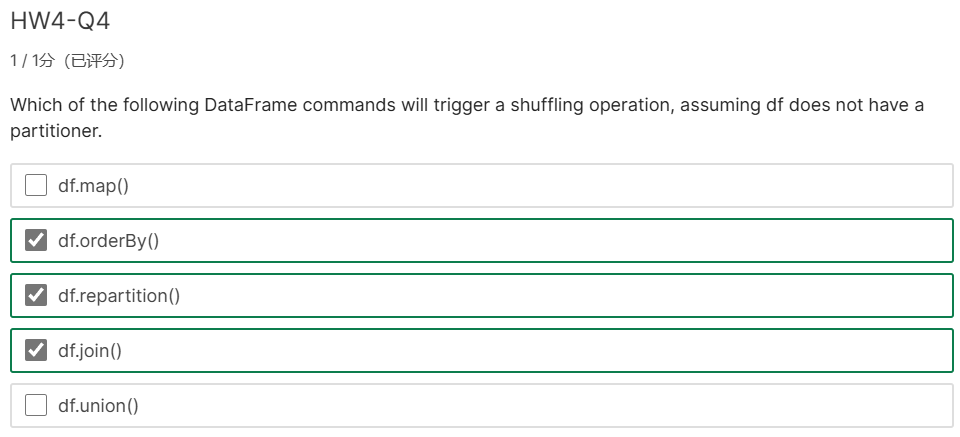 HW4-Q4
1 / 1分（已评分）
Which of the following DataFrame commands will trigger a shuffling operation, assuming df does not have a
partitioner.
df.map()
df.orderBy()
df.repartition()
df.join()
df.union()